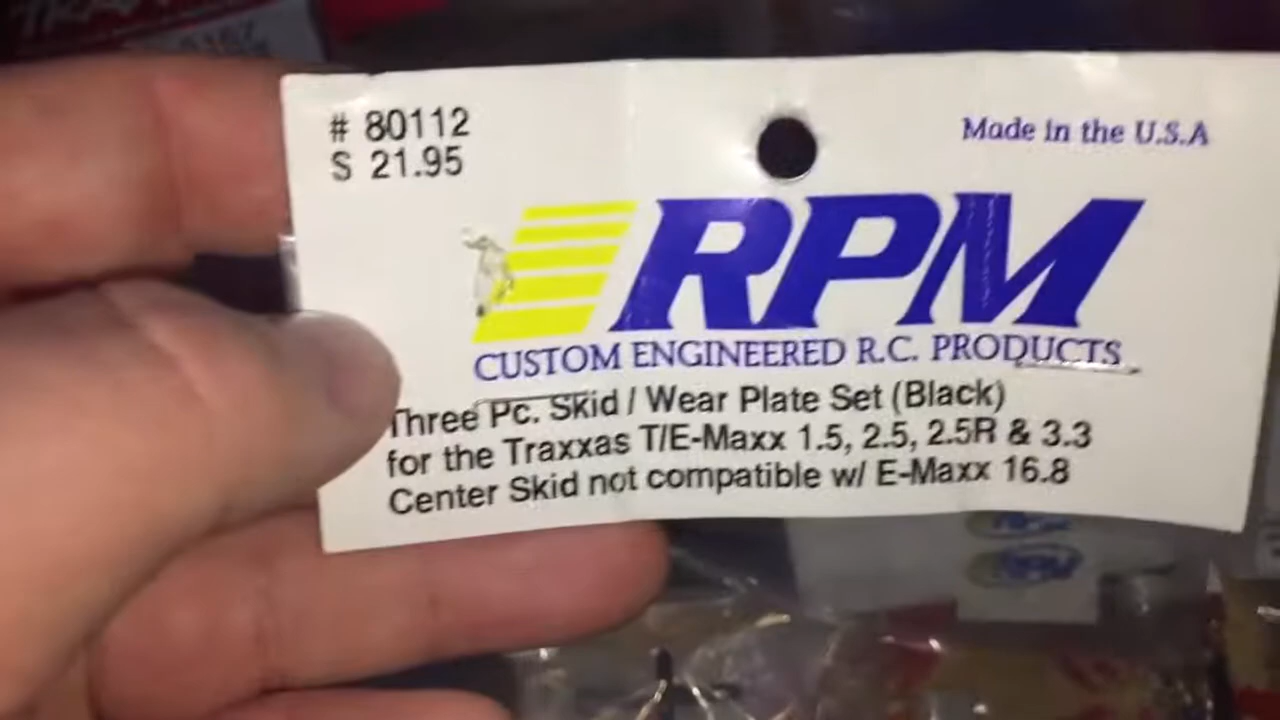 # 80112
S 21.95
Made in the U.S.A
RPM
CUSTOM ENGINEERED R.C. PRODUCTS
Three Pc. Skid / Wear Plate Set (Black)
for the Traxxas T/E-Maxx 1.5, 2.5, 2.5R & 3.3
Center Skid not compatible w/ E-Maxx 16.8